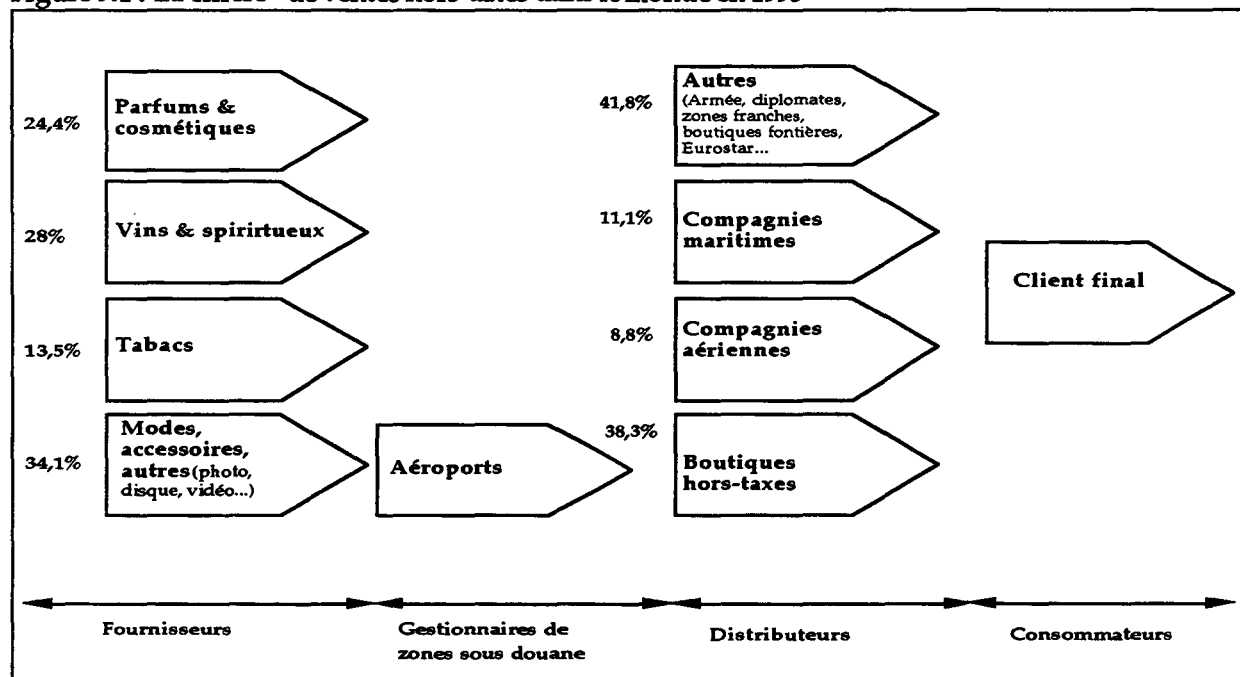 24,4%
Parfums &
cosmétiques
28%
Vins & spirirtueux
13,5%
Tabacs
34,1%
Modes,
accessoires,
autres(photo,
disque, vidéo...)
Aéroports
41,8%
Autres
(Armée, diplomates,
zones franches,
boutiques fontières,
Eurostar...
11,1%
Compagnies
maritimes
8,8%
Compagnies
aériennes
38,3%
Boutiques
hors-taxes
Client final
Fournisseurs
Gestionnaires de
zones sous douane
Distributeurs
Consommateurs